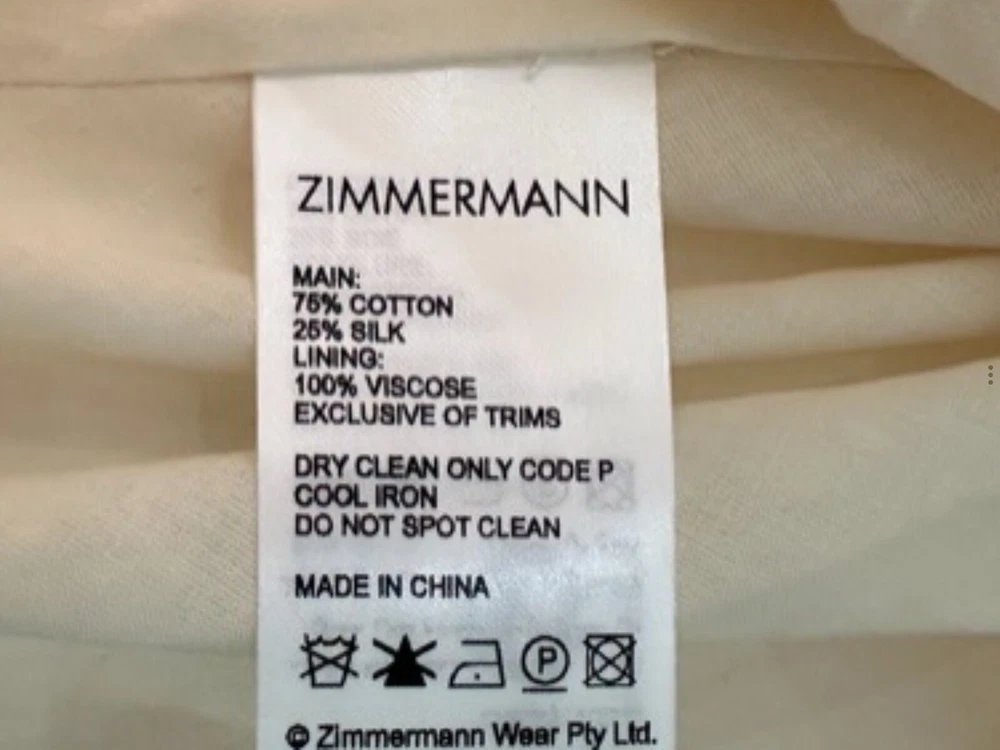 ZIMMERMANN
MAIN:
75% COTTON
25% SILK
LINING:
100% VISCOSE
EXCLUSIVE OF TRIMS
DRY CLEAN ONLY CODE P
COOL IRON
DO NOT SPOT CLEAN
MADE IN CHINA
P
© Zimmermann Wear Pty Ltd.